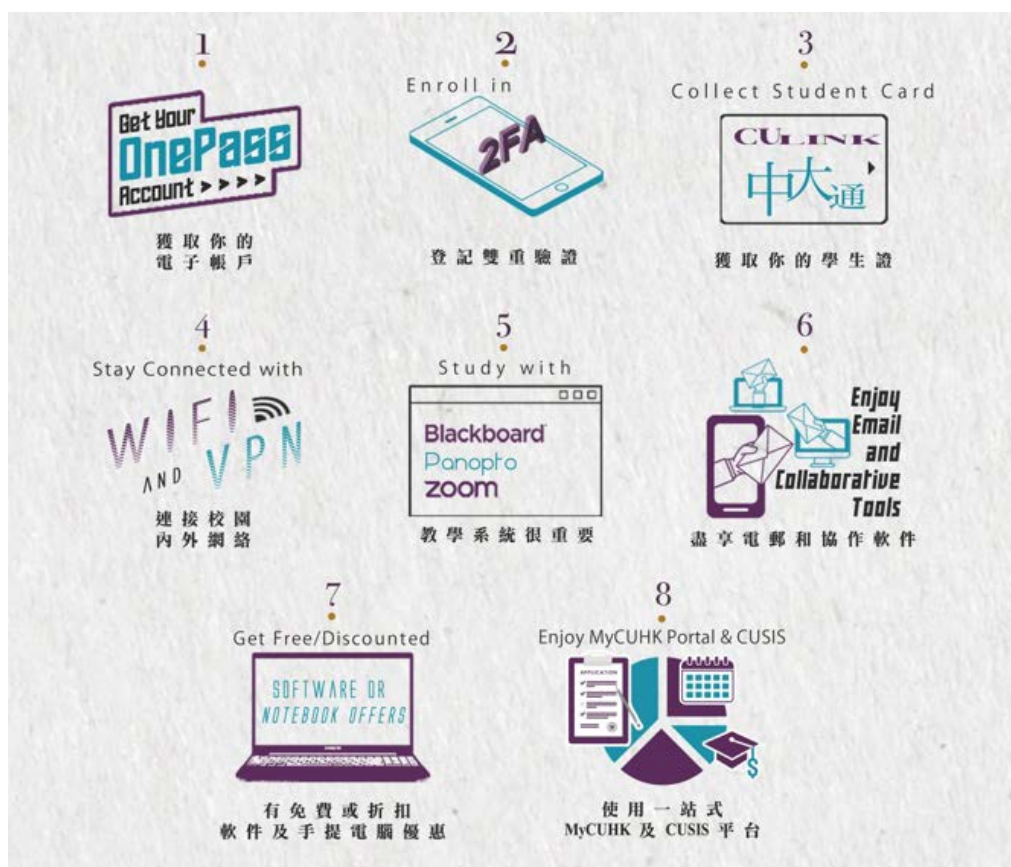 1
Get Your
OnePass
Account > > > >
獲取你的
電子帳戶
2
Enroll in
2FA
登記雙重驗證
3
Collect Student Card
CULINK
中大通
獲取你的學生證
4
Stay Connected with
WIFI
AND VPN
連接校園
內外網絡
5
Study with
Blackboard
Panopto
zoom
教學系統很重要
6
Enjoy
Email
and
Collaborative
Tools
盡享電郵和協作軟件
7
Get Free/Discounted
SOFTWARE OR
NOTEBOOK OFFERS
有免費或折扣
軟件及手提電腦優惠
8
Enjoy MyCUHK Portal & CUSIS
APPLICATION
$
使用一站式
MyCUHK 及 CUSIS 平台